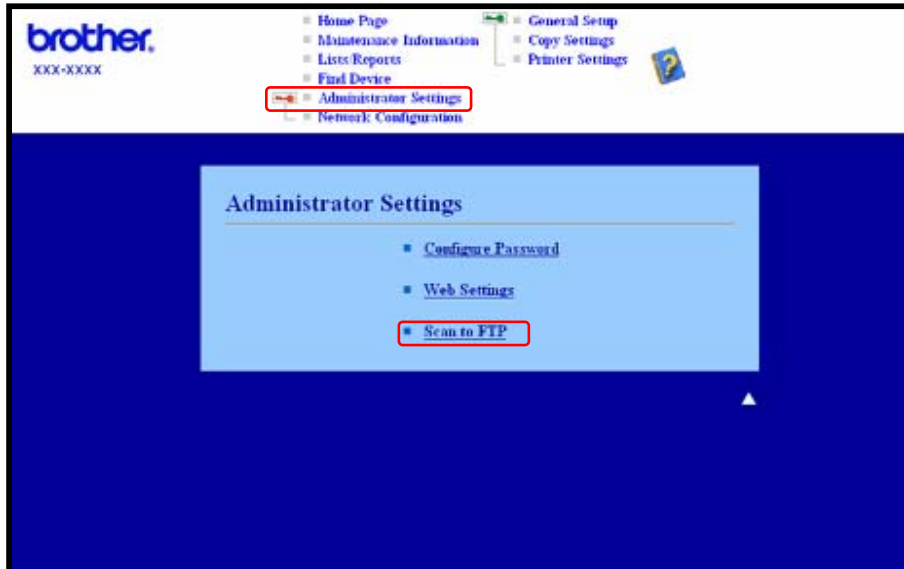 brother.
XXX-XXXX
Home Page
Maintenance Information
Lists/Reports
Find Device
Administrator Settings
Network Configuration
General Setup
Copy Settings
Printer Settings
?
Administrator Settings
Configure Password
Web Settings
Scan to FTP